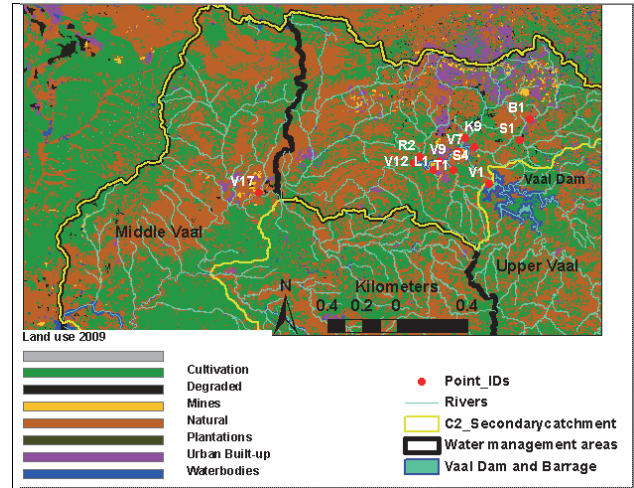 B1
K9
S1
V7
R2
V9
S4
V12
L1
T1
V1
V17
Vaal Dam
Middle Vaal
Upper Vaal
N
Kilometers
0.4 0.2 0 0.4
Land use 2009
Cultivation
Degraded
Mines
Natural
Plantations
Urban Built-up
Waterbodies
Point_IDs
Rivers
C2_Secondarycatchment
Water management areas
Vaal Dam and Barrage